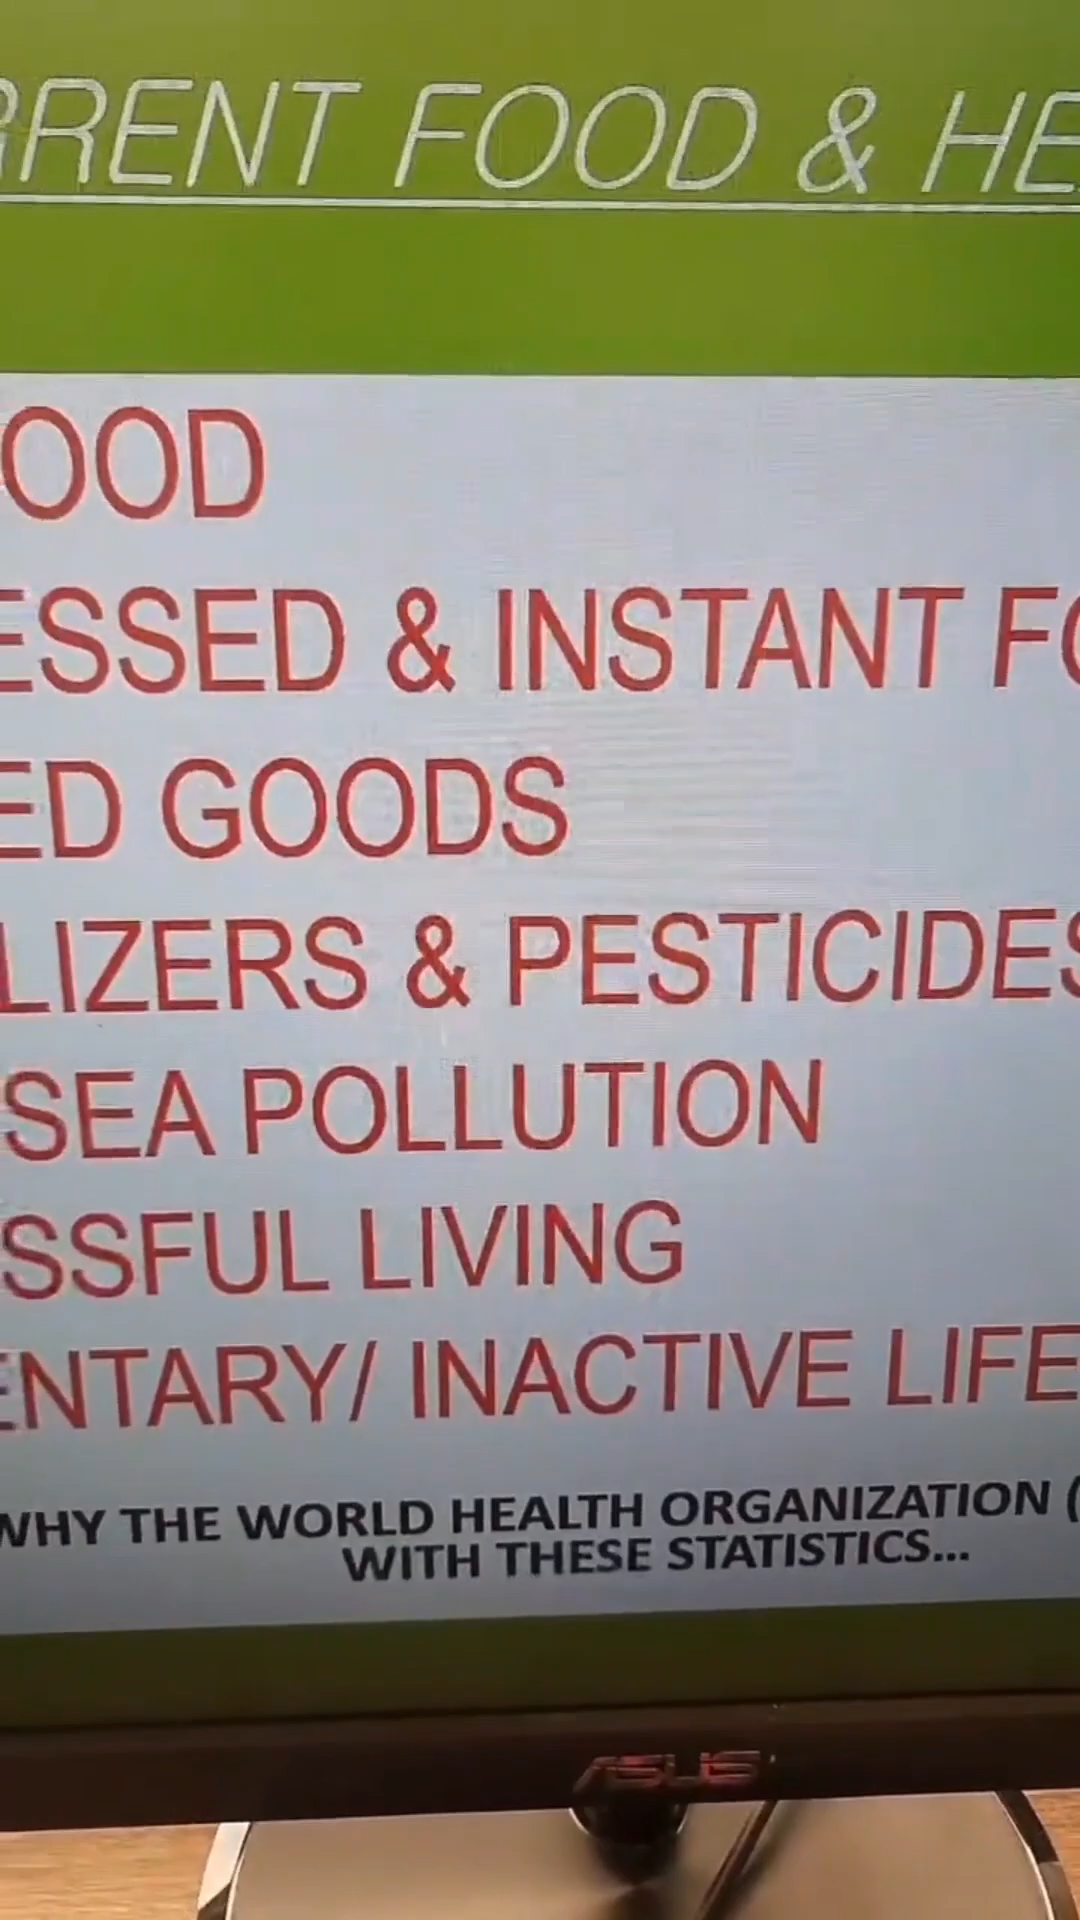 RRENT FOOD & HE
OOD
ESSED & INSTANT FO
ED GOODS
LIZERS & PESTICIDES
SEA POLLUTION
SSFUL LIVING
ENTARY/ INACTIVE LIFE
WHY THE WORLD HEALTH ORGANIZATION (
WITH THESE STATISTICS...
ASUS